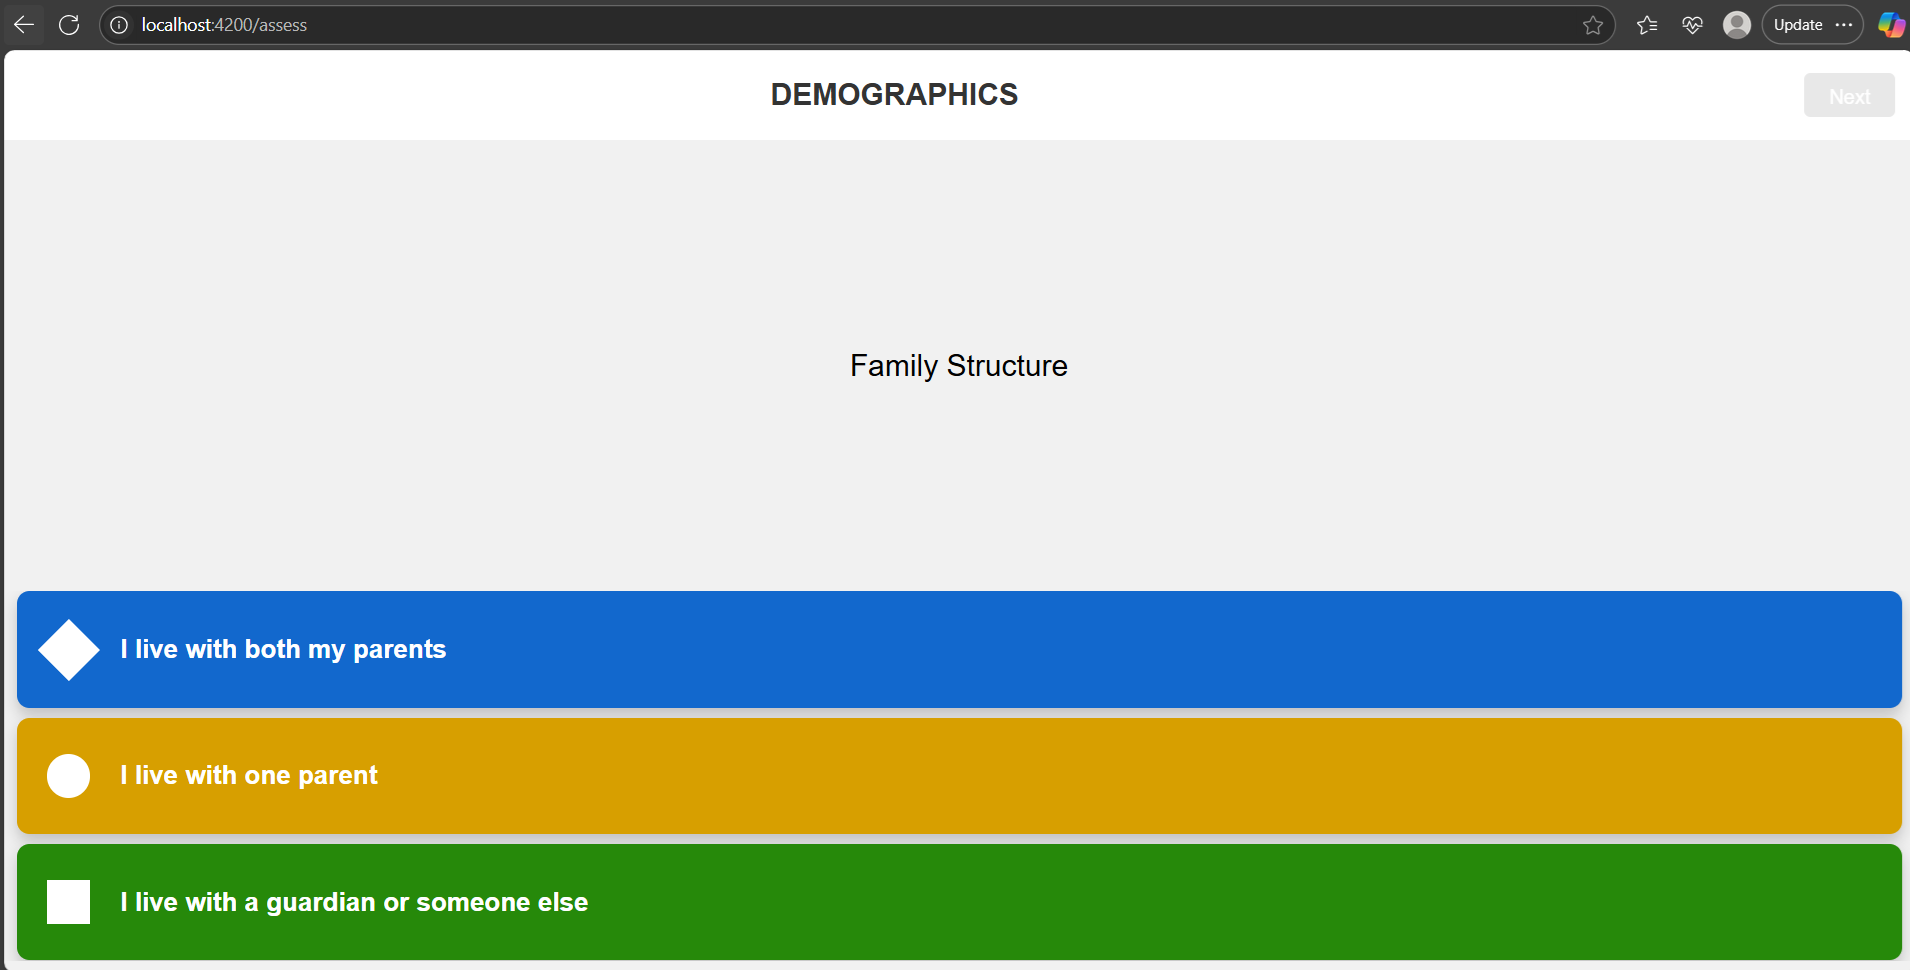 localhost:4200/assess
Update
DEMOGRAPHICS
Next
Family Structure
I live with both my parents
I live with one parent
I live with a guardian or someone else